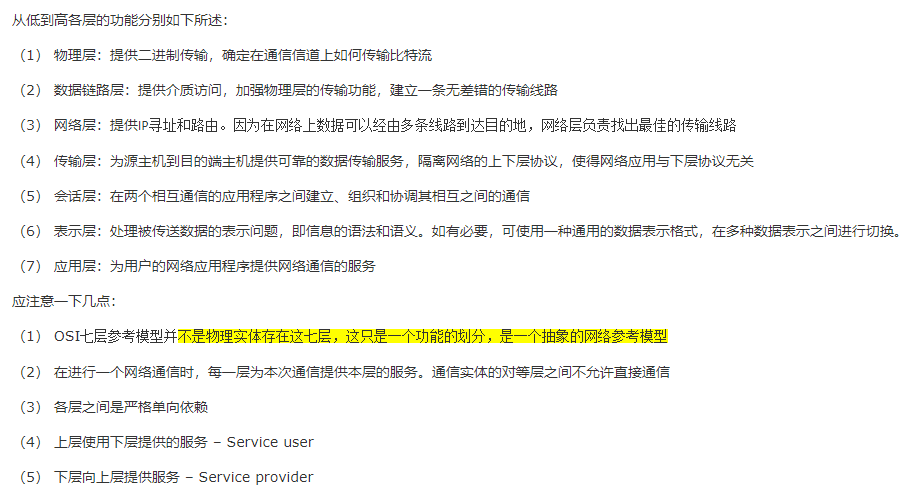 从低到高各层的功能分别如下所述：
（1） 物理层：提供二进制传输，确定在通信信道上如何传输比特流
（2） 数据链路层：提供介质访问，加强物理层的传输功能，建立一条无差错的传输线路
（3） 网络层：提供IP寻址和路由。因为在网络上数据可以经由多条线路到达目的地，网络层负责找出最佳的传输线路
（4） 传输层：为源主机到目的端主机提供可靠的数据传输服务，隔离网络的上下层协议，使得网络应用与下层协议无关
（5） 会话层：在两个相互通信的应用程序之间建立、组织和协调其相互之间的通信
（6） 表示层：处理被传送数据的表示问题，即信息的语法和语义。如有必要，可使用一种通用的数据表示格式，在多种数据表示之间进行切换。
（7） 应用层：为用户的网络应用程序提供网络通信的服务
应注意一下几点：
（1） OSI七层参考模型并不是物理实体存在这七层，这只是一个功能的划分，是一个抽象的网络参考模型
（2） 在进行一个网络通信时，每一层为本次通信提供本层的服务。通信实体的对等层之间不允许直接通信
（3） 各层之间是严格单向依赖
（4） 上层使用下层提供的服务 – Service user
（5） 下层向上层提供服务 – Service provider